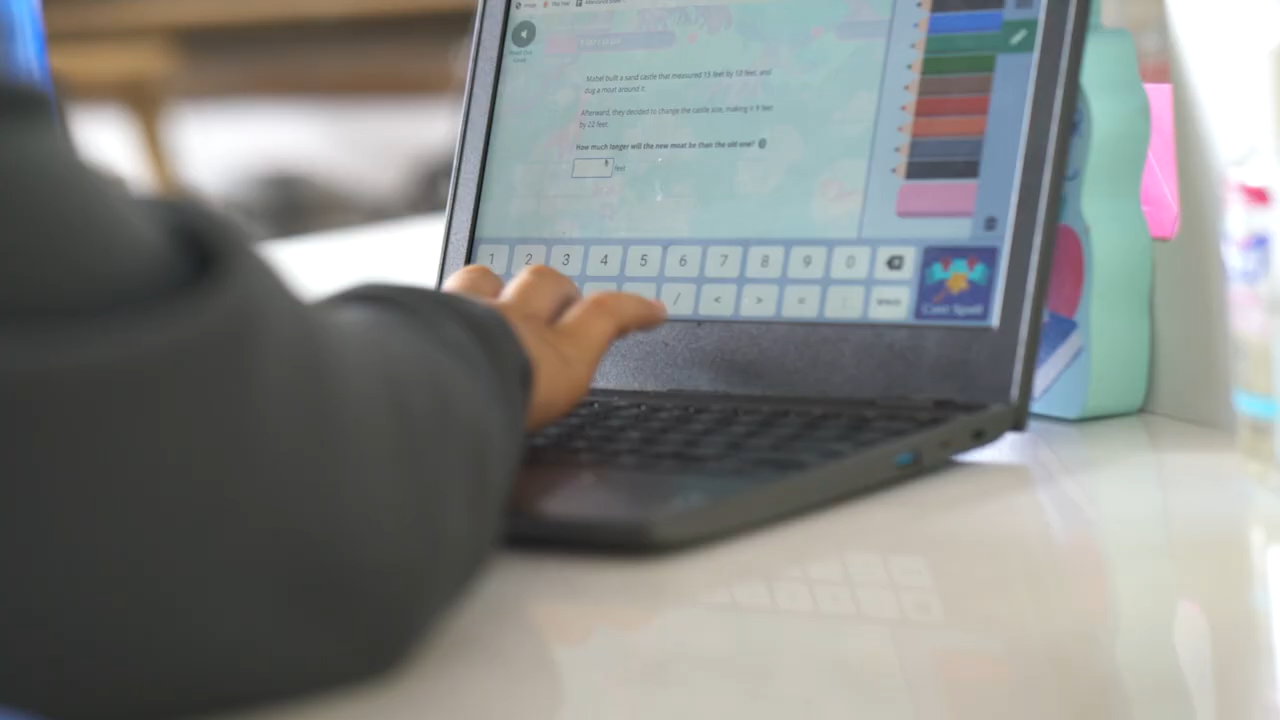 Mabel built a sand castle that measured 15 feet by 10 feet, and
dug a moat around it.
Afterward, they decided to change the castle size, making it 9 feet
by 22 feet.
How much longer will the new moat be than the old one?
feet
1 2 3 4 5 6 7 8 9 0
/ < > =
SPACE
Cast Spell